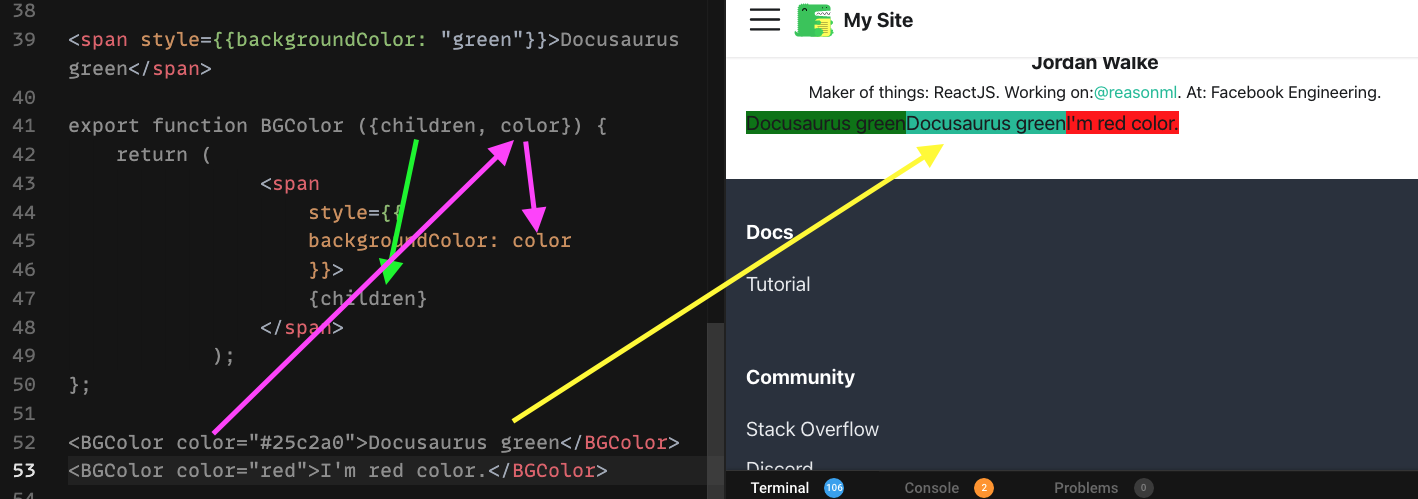 38
39 <span style={{backgroundColor: "green"}}>Docusaurus
green</span>
40
41 export function BGColor ({children, color}) {
42 return (
43 <span
44 style={{
45 backgroundColor: color
46 }}>
47 {children}
48 </span>
49 );
50 };
51
52 <BGColor color="#25c2a0">Docusaurus green</BGColor>
53 <BGColor color="red">I'm red color.</BGColor>
54
My Site
Jordan Walke
Maker of things: ReactJS. Working on:@reasonml. At: Facebook Engineering.
Docusaurus greenDocusaurus greenI'm red color.
Docs
Tutorial
Community
Stack Overflow
Discord
Terminal 106 Console 2 Problems 0